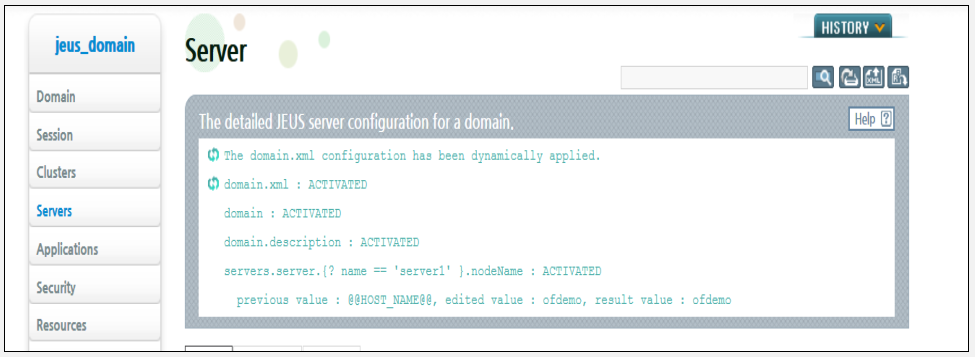 jeus_domain
Domain
Session
Clusters
Servers
Applications
Security
Resources
HISTORY
Server
XML
The detailed JEUS server configuration for a domain,
Help ?
The domain.xml configuration has been dynamically applied.
domain.xml : ACTIVATED
domain : ACTIVATED
domain.description : ACTIVATED
servers.server.{? name == 'server1' }.nodeName : ACTIVATED
previous value : @@HOST_NAME@@, edited value : ofdemo, result value : ofdemo